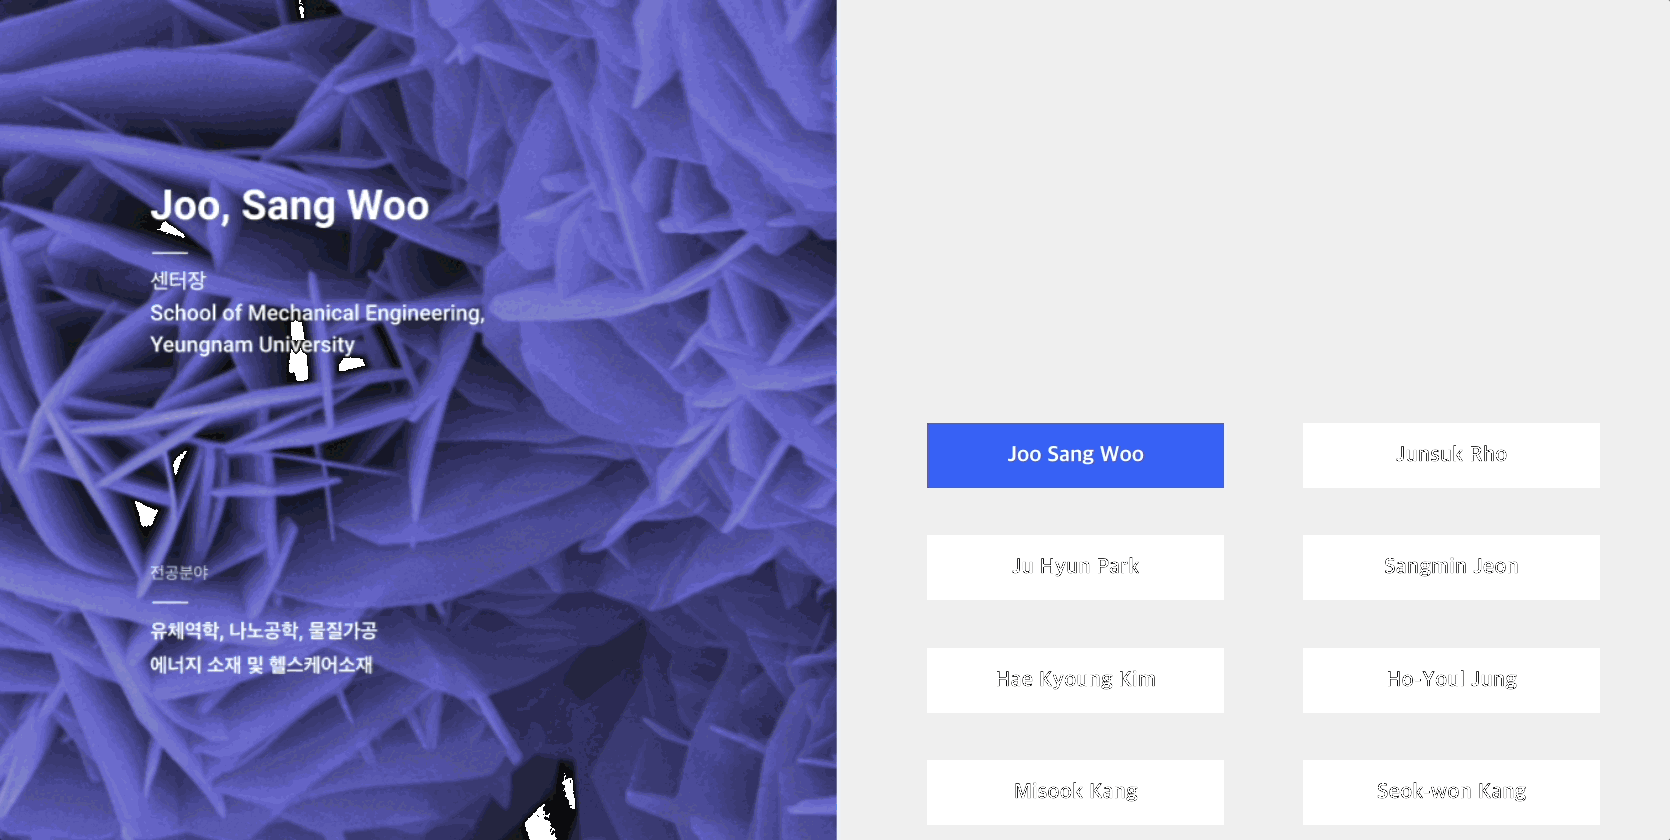 Joo, Sang Woo
센터장
School of Mechanical Engineering,
Yeungnam University
전공분야
유체역학, 나노공학, 물질가공
에너지 소재 및 헬스케어소재
Joo Sang Woo
Junsuk Rho
Ju Hyun Park
Sangmin Jeon
Hae Kyoung Kim
Ho-Youl Jung
Misook Kang
Seok-won Kang